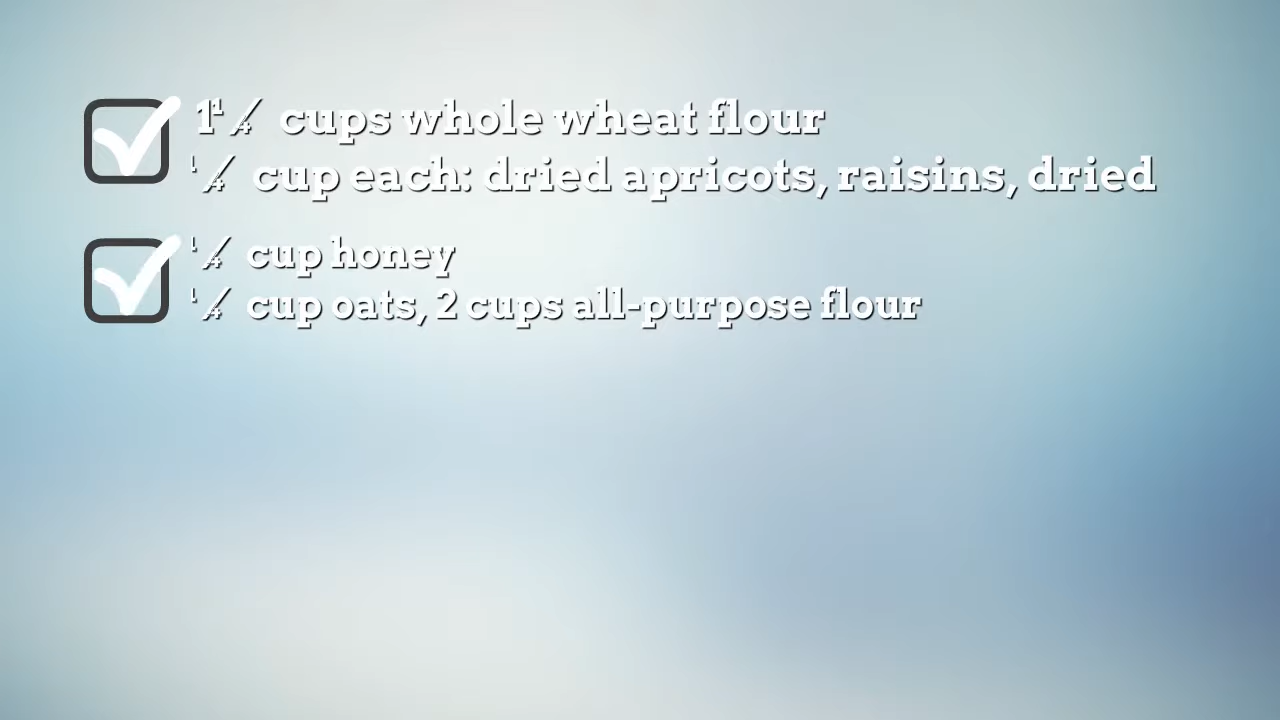 1¼ cups whole wheat flour
¼ cup each: dried apricots, raisins, dried
¼ cup honey
¼ cup oats, 2 cups all-purpose flour